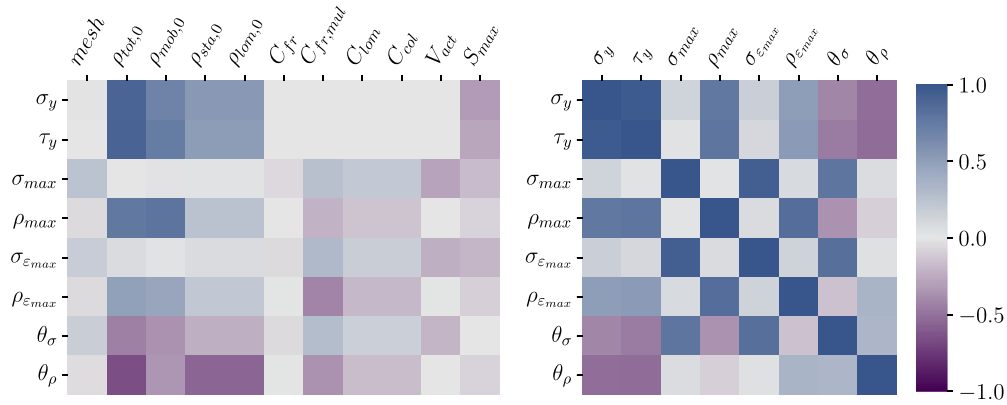 mesh ρ_{tot,0} ρ_{mob,0} ρ_{sta,0} ρ_{lom,0} C_{fr} C_{fr,mul} C_{lom} C_{col} V_{act} S_{max}
σ_y
τ_y
σ_{max}
ρ_{max}
σ_{ε_{max}}
ρ_{ε_{max}}
θ_σ
θ_ρ
σ_y τ_y σ_{max} ρ_{max} σ_{ε_{max}} ρ_{ε_{max}} θ_σ θ_ρ
σ_y
τ_y
σ_{max}
ρ_{max}
σ_{ε_{max}}
ρ_{ε_{max}}
θ_σ
θ_ρ
1.0
0.5
0.0
−0.5
−1.0